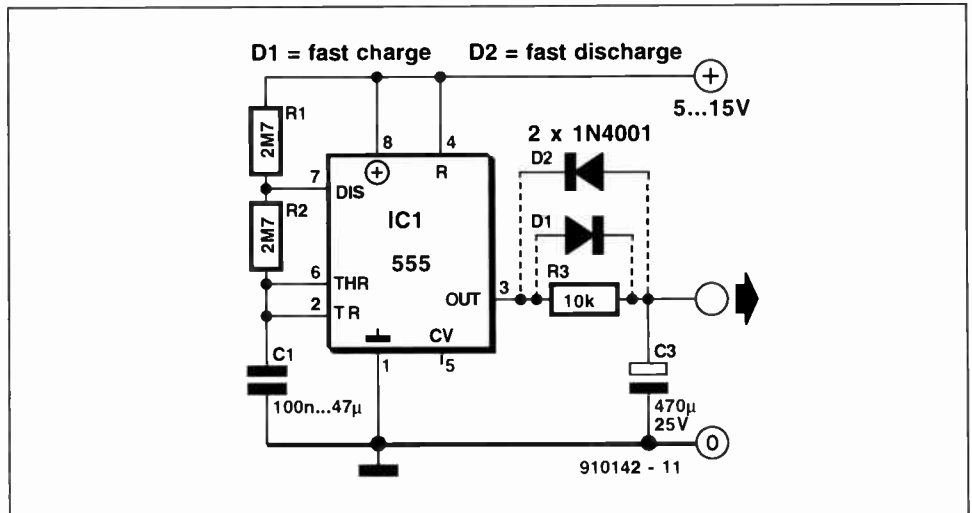 D1 = fast charge D2 = fast discharge
+
5...15V
R1
2M7
8
4
2 x 1N4001
D2
+
R
7
DIS
R2
2M7
IC1
555
D1
6
THR
R3
3
OUT
10k
2
TR
CV
C1
1
5
C3
100n...47µ
470µ
25V
0
910142 - 11